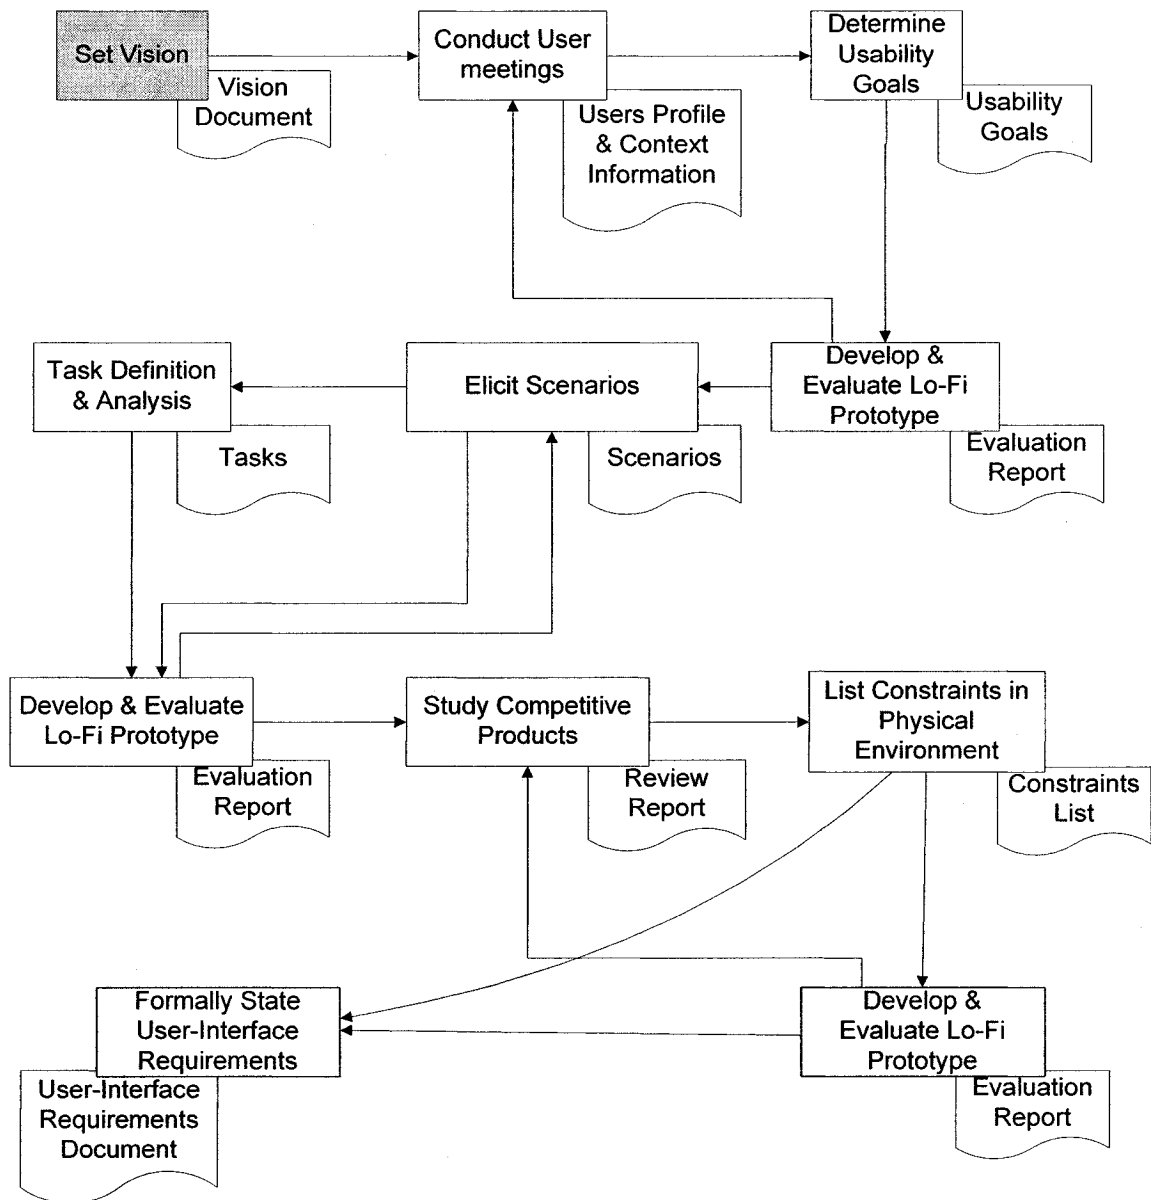 Set Vision
Vision
Document
Conduct User
meetings
Users Profile
& Context
Information
Determine
Usability
Goals
Usability
Goals
Task Definition
& Analysis
Tasks
Elicit Scenarios
Scenarios
Develop &
Evaluate Lo-Fi
Prototype
Evaluation
Report
Develop & Evaluate
Lo-Fi Prototype
Evaluation
Report
Study Competitive
Products
Review
Report
List Constraints in
Physical
Environment
Constraints
List
Formally State
User-Interface
Requirements
User-Interface
Requirements
Document
Develop &
Evaluate Lo-Fi
Prototype
Evaluation
Report